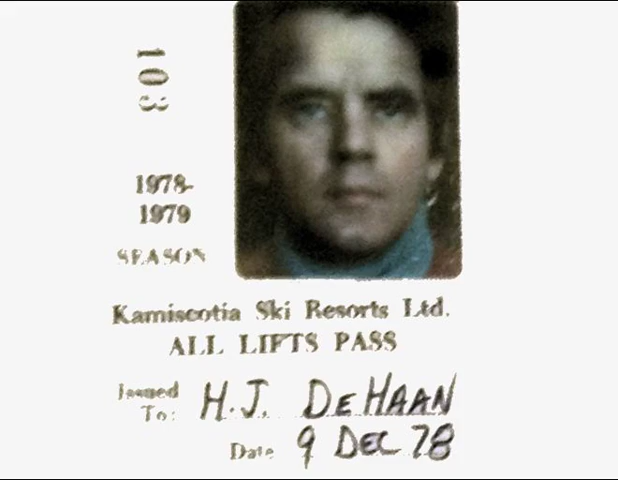 103
1978-
1979
SEASON
Kamiscotia Ski Resorts Ltd.
ALL LIFTS PASS
Issued
To: H.J. DEHAAN
Date 9 DEC 78